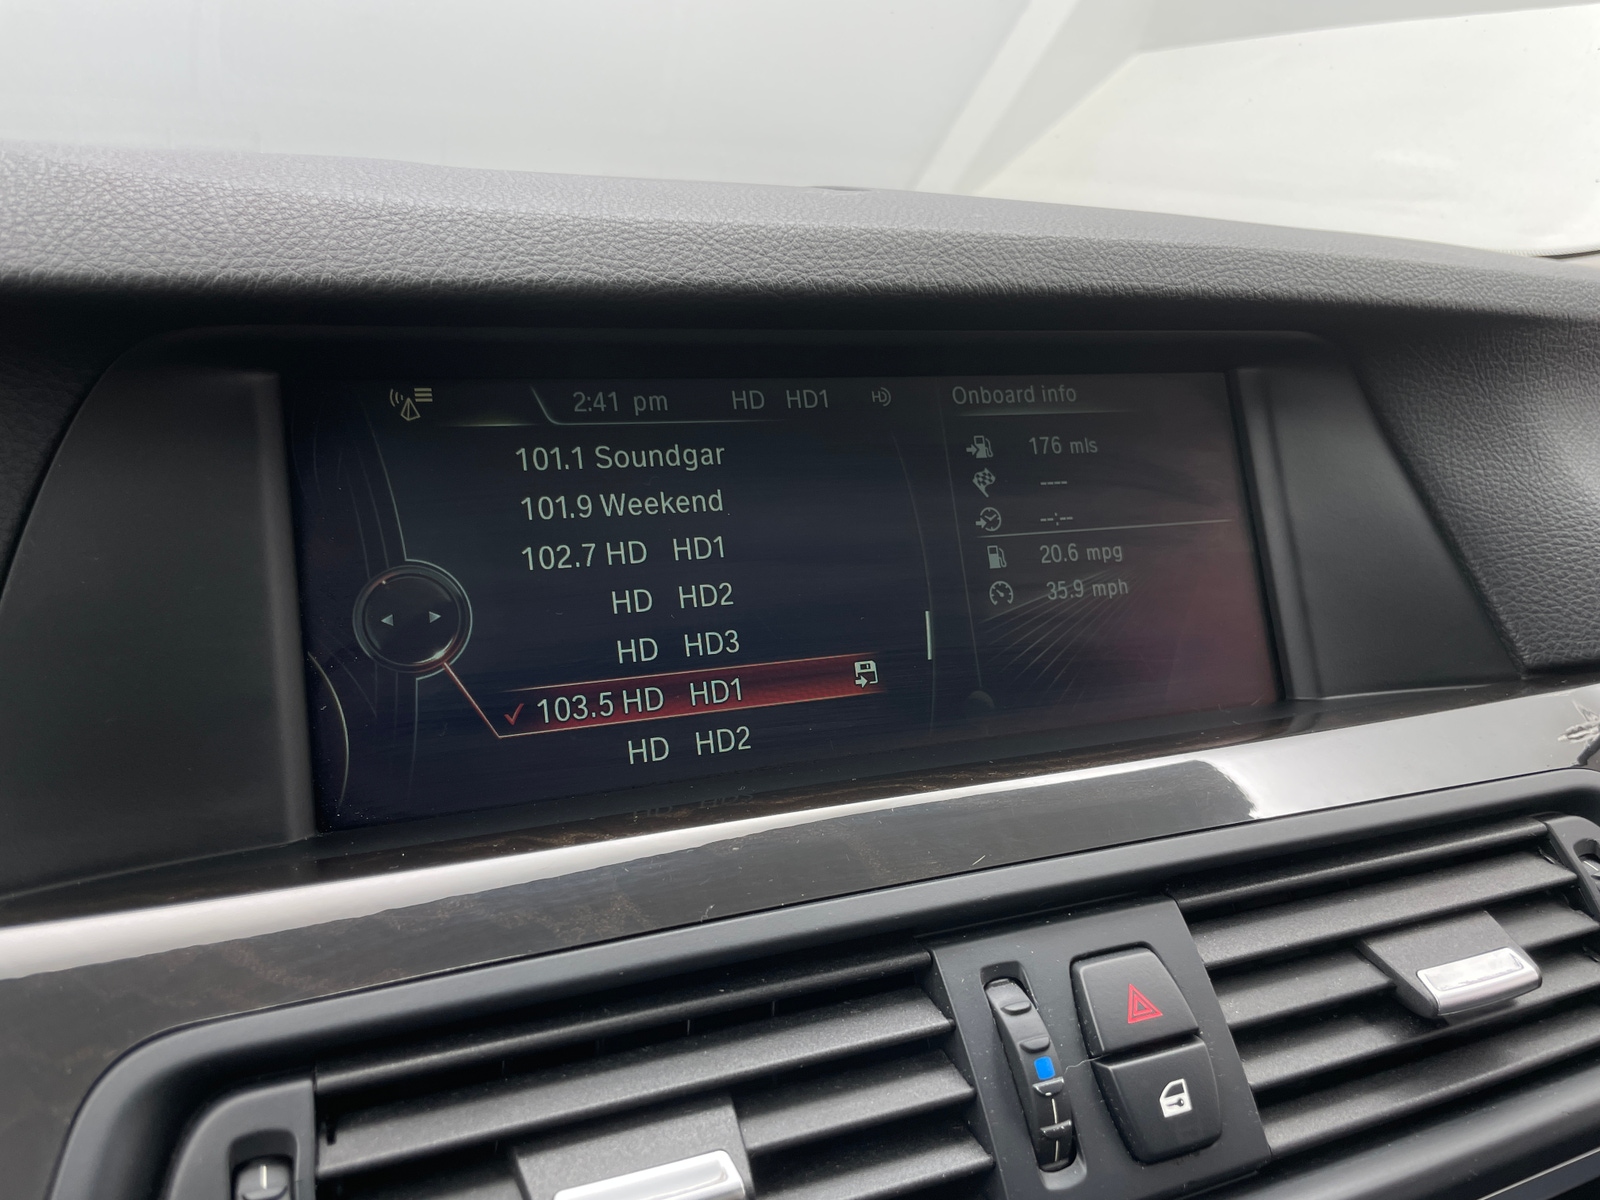 2:41 pm HD HD1
101.1 Soundgar
101.9 Weekend
102.7 HD HD1
HD HD2
HD HD3
✓ 103.5 HD HD1
HD HD2
Onboard info
176 mls
----
--:--
20.6 mpg
35.9 mph